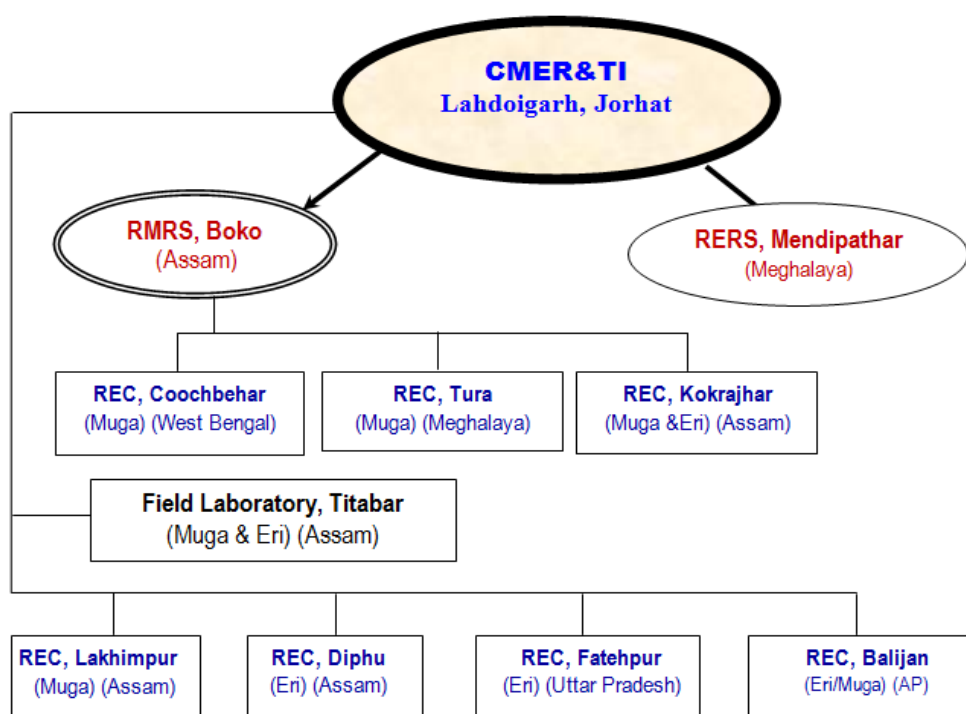 CMER&TI
Lahdoigarh, Jorhat
RMRS, Boko
(Assam)
RERS, Mendipathar
(Meghalaya)
REC, Coochbehar
(Muga) (West Bengal)
REC, Tura
(Muga) (Meghalaya)
REC, Kokrajhar
(Muga &Eri) (Assam)
Field Laboratory, Titabar
(Muga & Eri) (Assam)
REC, Lakhimpur
(Muga) (Assam)
REC, Diphu
(Eri) (Assam)
REC, Fatehpur
(Eri) (Uttar Pradesh)
REC, Balijan
(Eri/Muga) (AP)